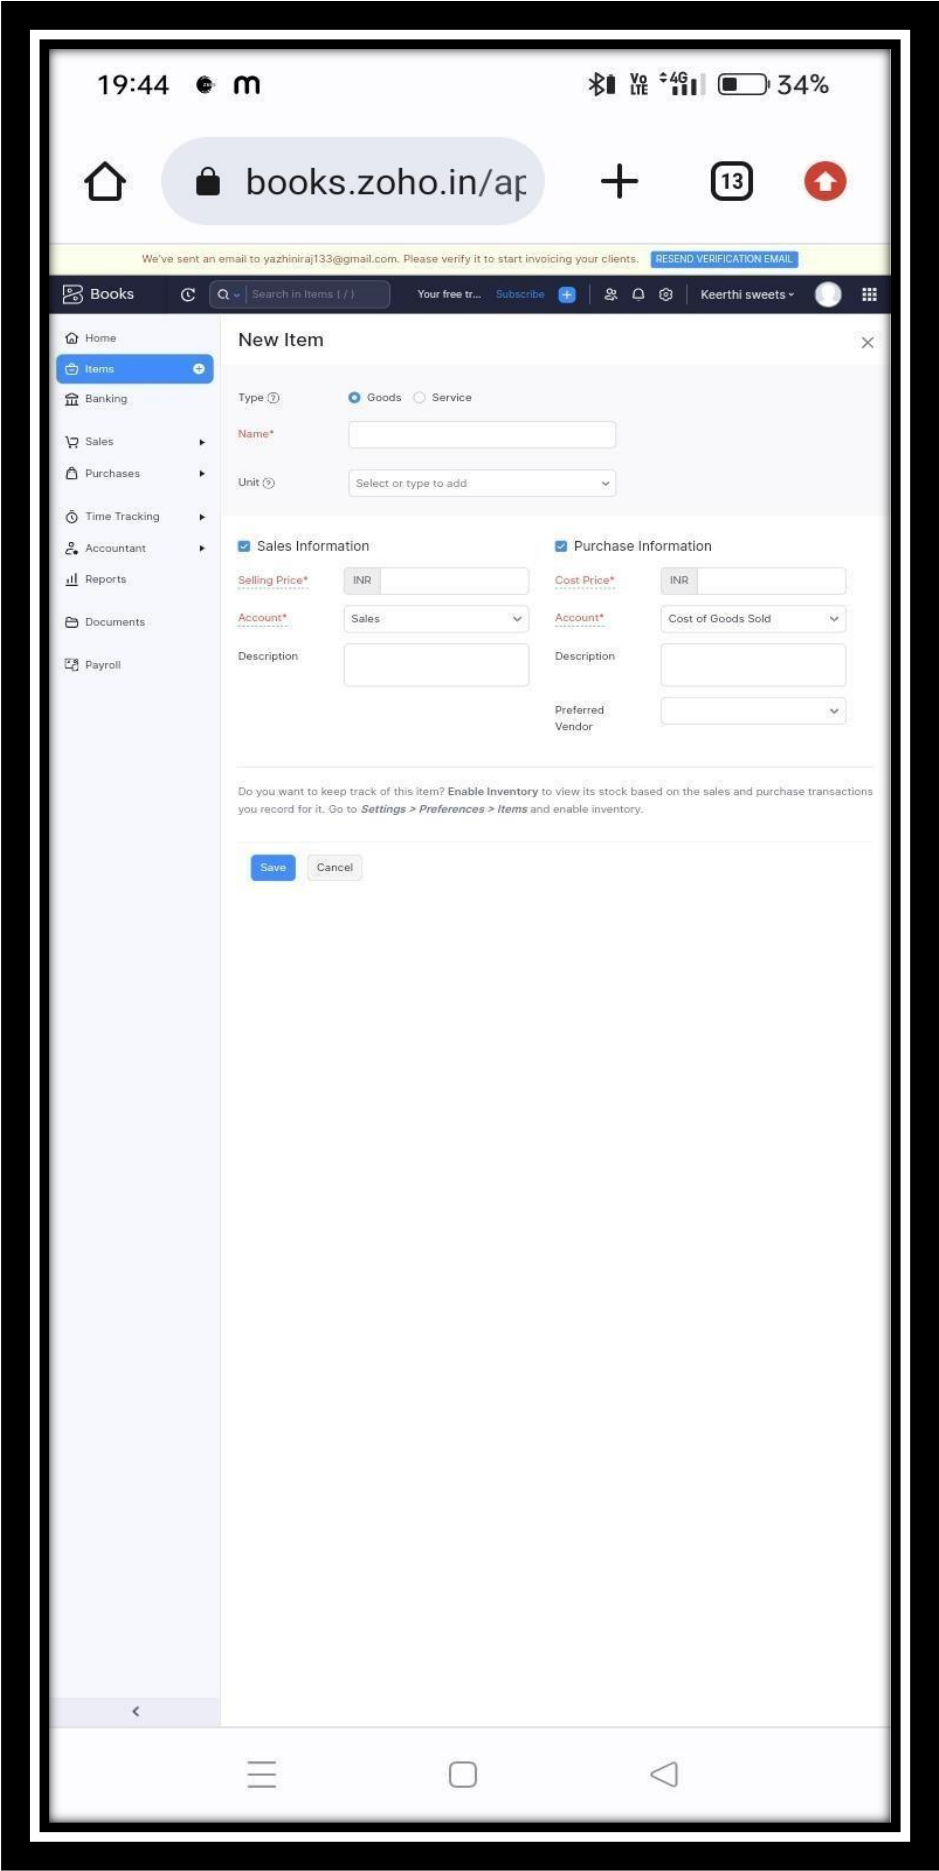 19:44 m Vo LTE 4G 34%
books.zoho.in/ap 13
We've sent an email to yazhiniraj133@gmail.com. Please verify it to start invoicing your clients. RESEND VERIFICATION EMAIL
Books Search in Items ( / ) Your free tr... Subscribe Keerthi sweets
Home
Items
Banking
Sales
Purchases
Time Tracking
Accountant
Reports
Documents
Payroll
New Item
Type Goods Service
Name*
Unit Select or type to add
Sales Information
Selling Price* INR
Account* Sales
Description
Purchase Information
Cost Price* INR
Account* Cost of Goods Sold
Description
Preferred
Vendor
Do you want to keep track of this item? Enable Inventory to view its stock based on the sales and purchase transactions
you record for it. Go to Settings > Preferences > Items and enable inventory.
Save Cancel